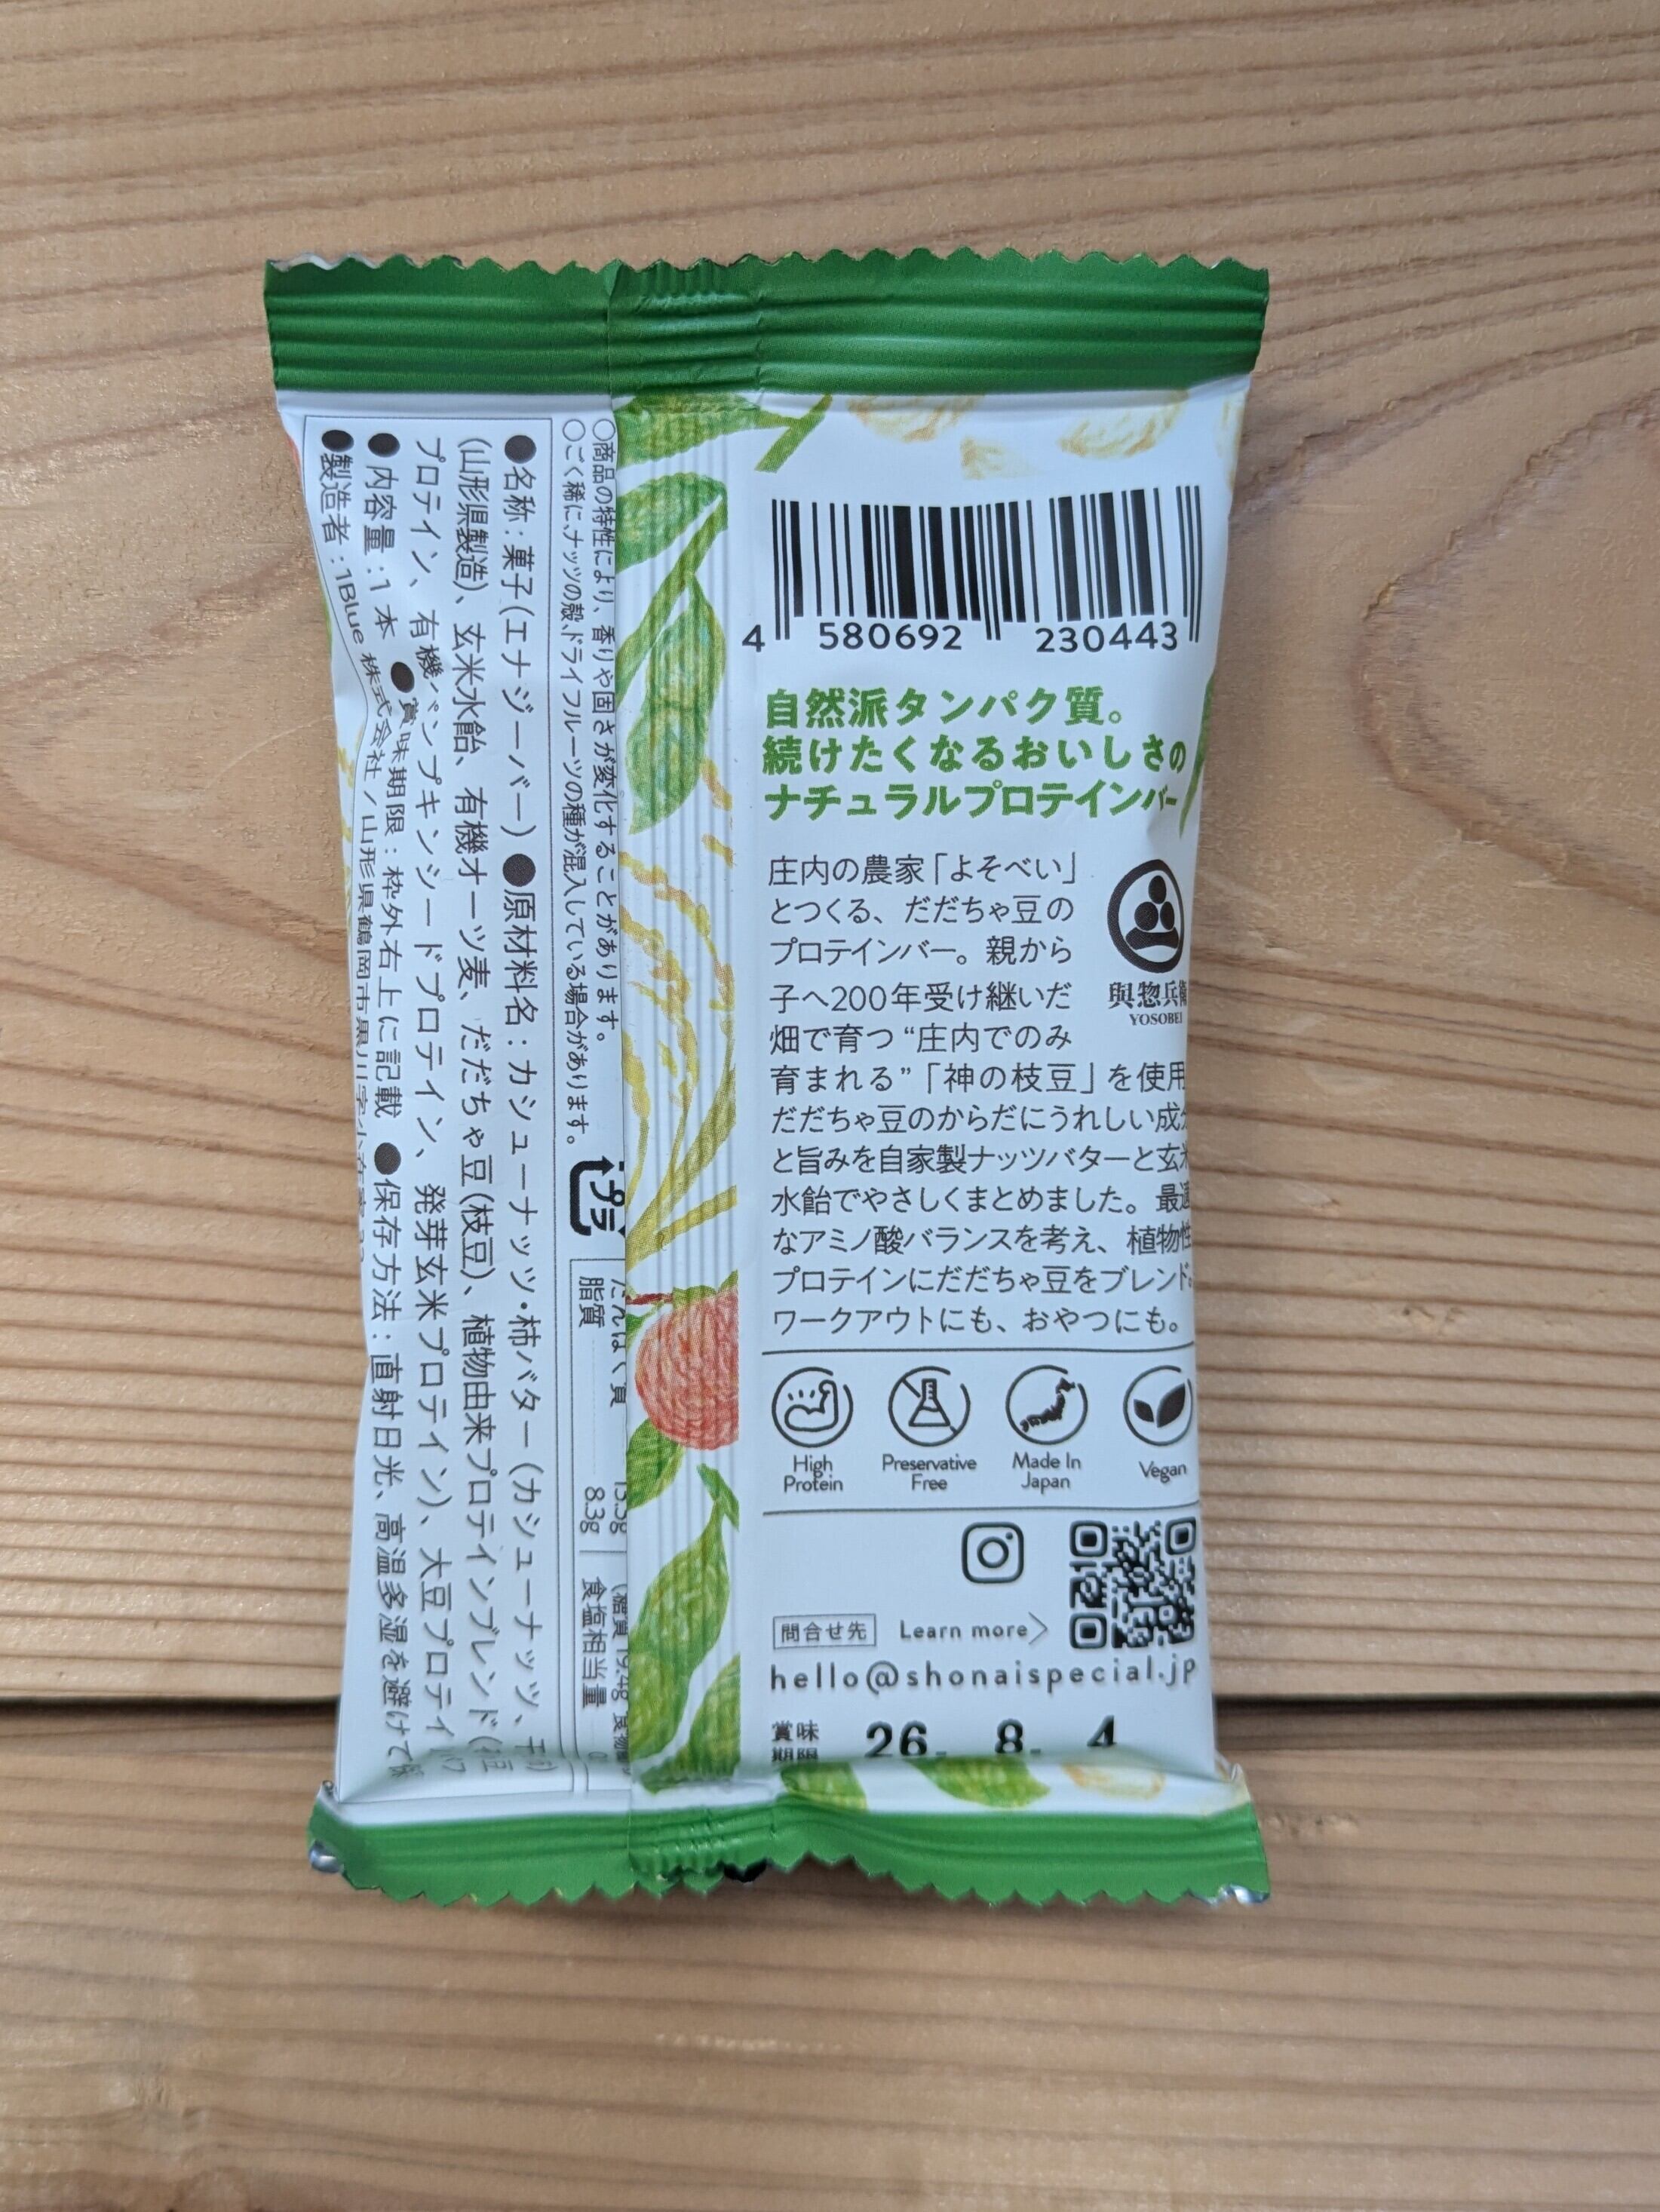 4 580692 230443
自然派タンパク質。
続けたくなるおいしさの
ナチュラルプロテインバー
庄内の農家「よそべい」
とつくる、だだちゃ豆の
プロテインバー。親から
子へ200年受け継いだ
畑で育つ “庄内でのみ
育まれる”「神の枝豆」を使用
だだちゃ豆のからだにうれしい成分
と旨みを自家製ナッツバターと玄米
水飴でやさしくまとめました。最適
なアミノ酸バランスを考え、植物性
プロテインにだだちゃ豆をブレンド。
ワークアウトにも、おやつにも。
與惣兵衛
YOSOBEI
High
Protein
Preservative
Free
Made In
Japan
Vegan
問合せ先 Learn more
hello@shonaispecial.jp
賞味
期限
26. 8. 4
○商品の特性により、香りや固さが変化することがあります。
○ごく稀に、ナッツの殻、ドライフルーツの種が混入している場合があります。
プラ
たんぱく質
脂質 8.3g
食塩相当量
●名称:菓子(エナジーバー) ●原材料名:カシューナッツ・柿バター(カシューナッツ、
(山形県製造)、玄米水飴、有機オーツ麦、だだちゃ豆(枝豆)、植物由来プロテインブレンド
プロテイン、有機パンプキンシードプロテイン、発芽玄米プロテイン)、大豆プロテイ
●内容量:1本 ●賞味期限:枠外右上に記載 ●保存方法:直射日光、高温多湿を避けて
●製造者:1Blue 株式会社/山形県鶴岡市黒川字